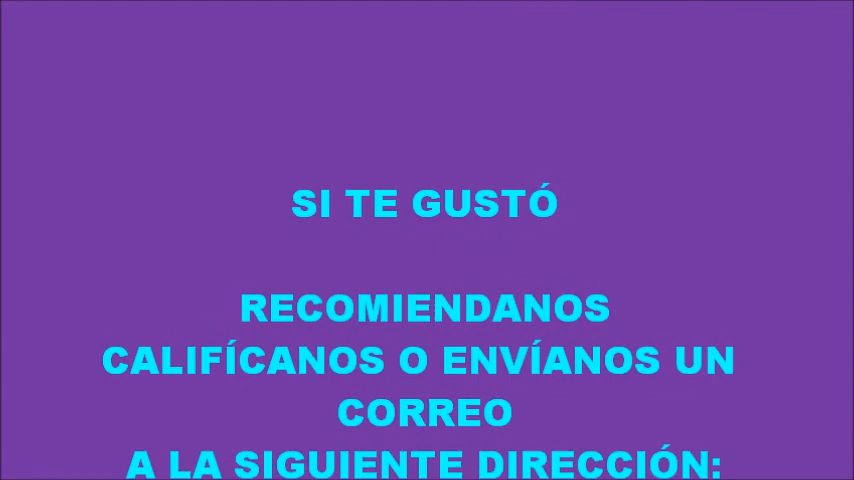 SI TE GUSTÓ
RECOMIENDANOS
CALIFÍCANOS O ENVÍANOS UN
CORREO
A LA SIGUIENTE DIRECCIÓN: